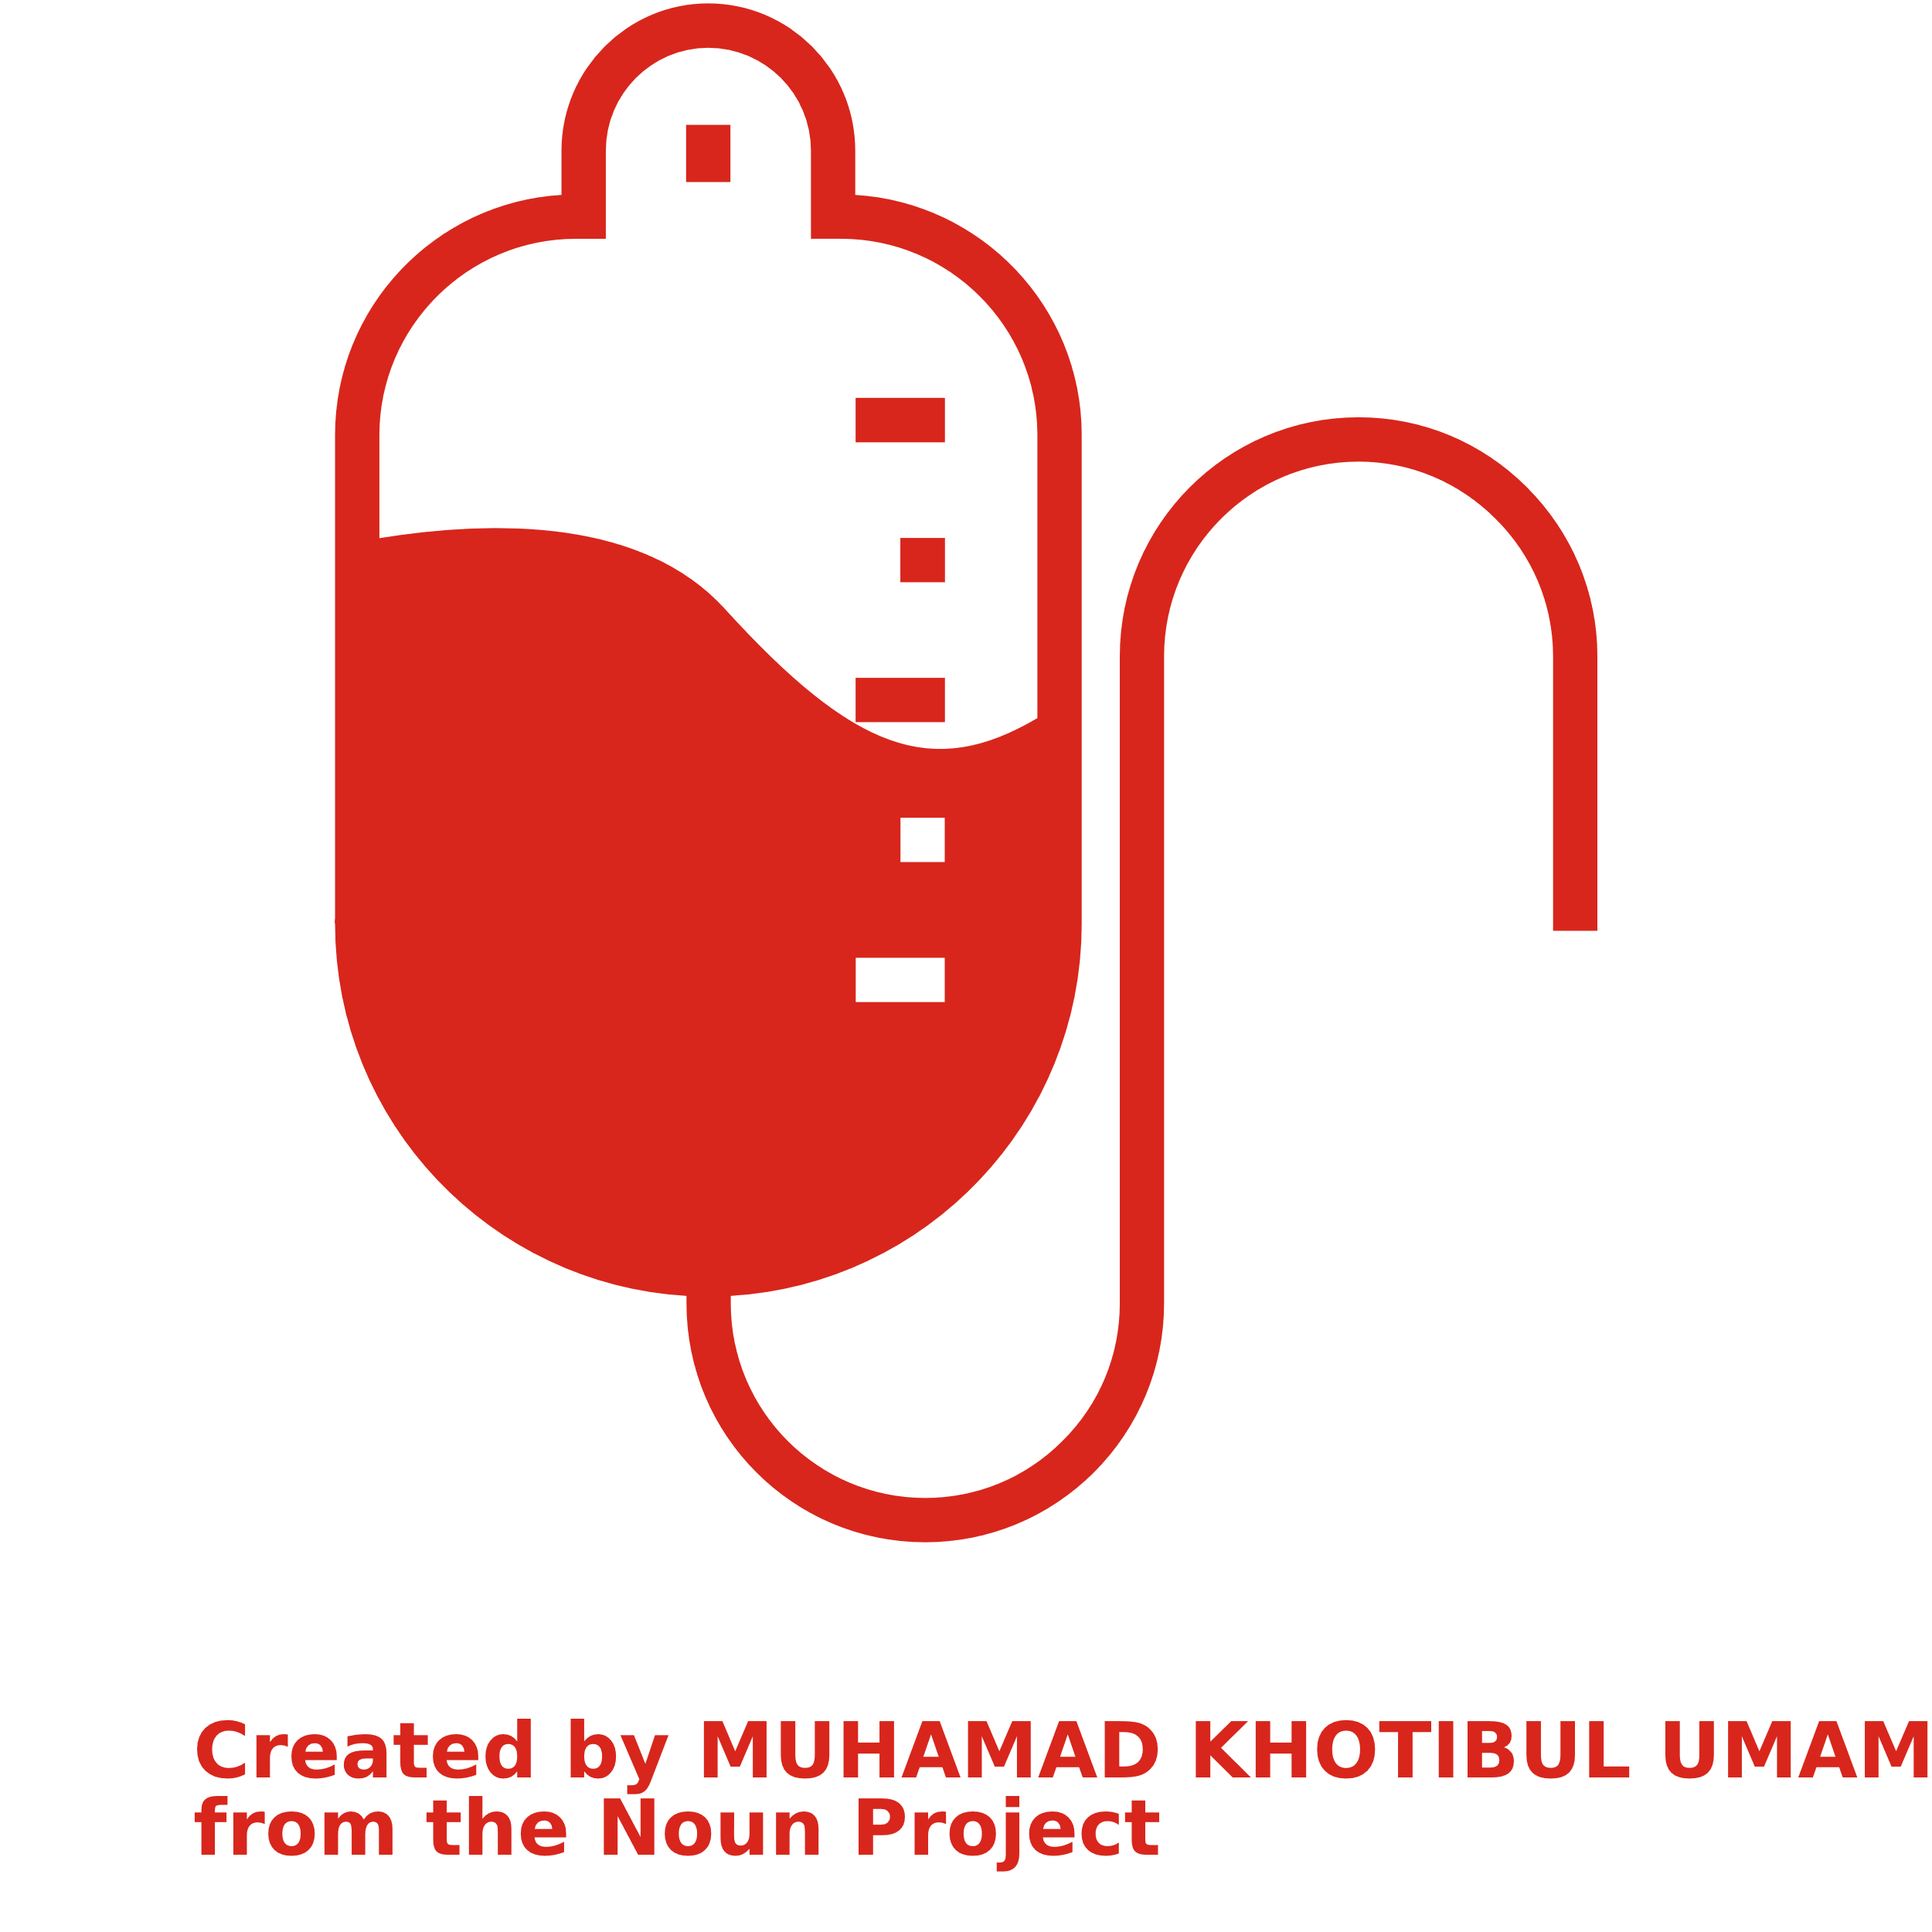 Created by MUHAMAD KHOTIBUL UMAM
from the Noun Project